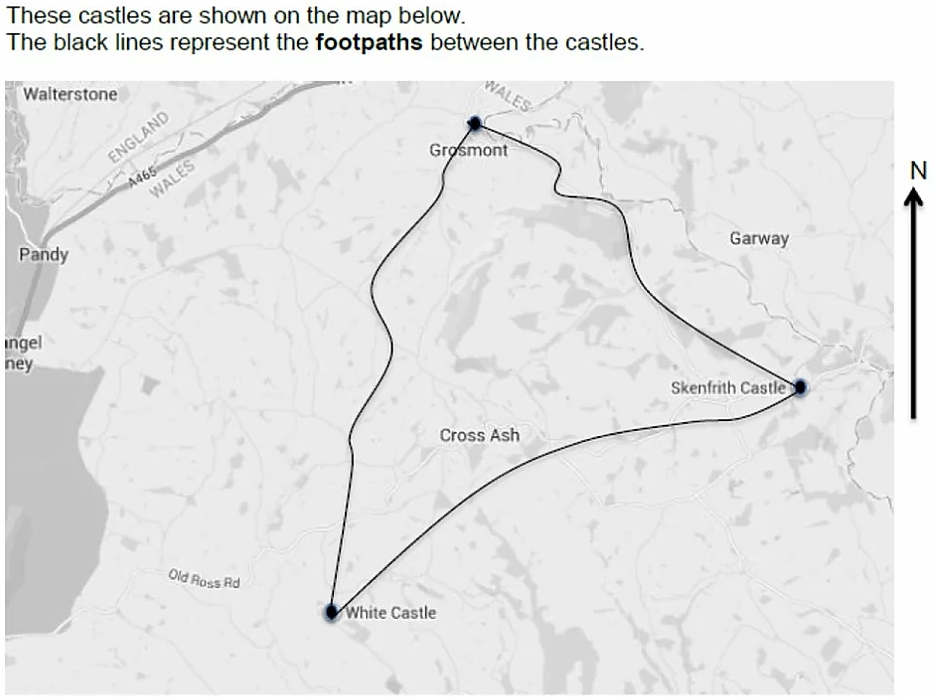 These castles are shown on the map below.
The black lines represent the footpaths between the castles.
Walterstone
WALES
ENGLAND
A465
WALES
Grosmont
N
Pandy
Garway
angel
ney
Skenfrith Castle
Cross Ash
Old Ross Rd
White Castle